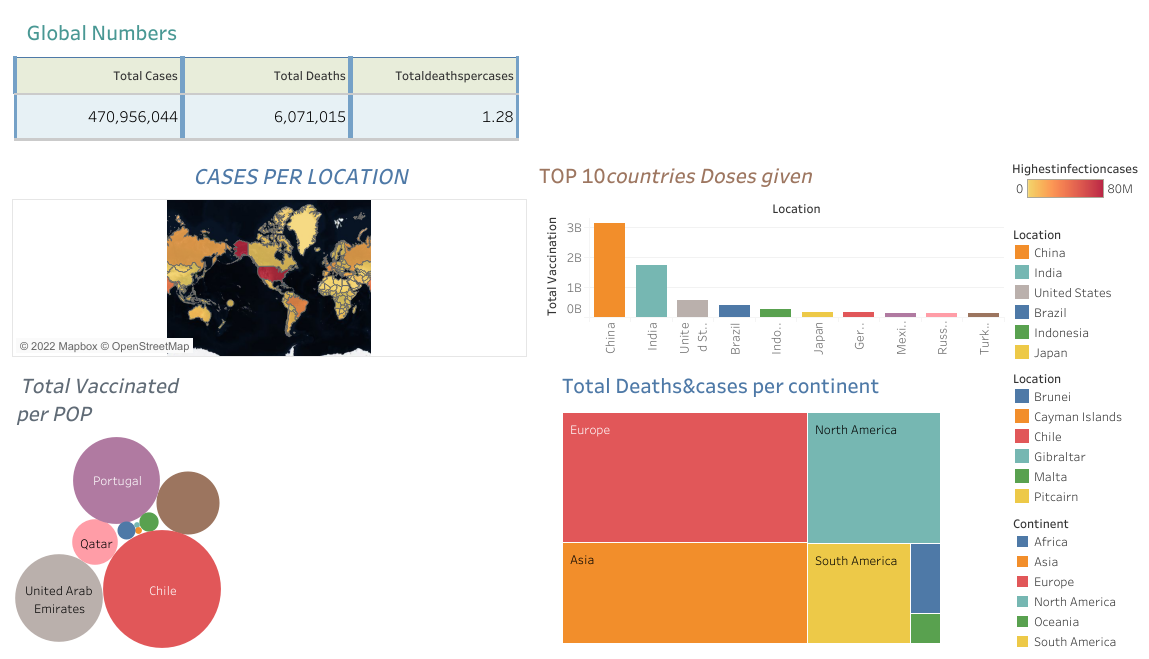 Global Numbers
Total Cases Total Deaths Totaldeathspercases
470,956,044 6,071,015 1.28
CASES PER LOCATION
© 2022 Mapbox © OpenStreetMap
TOP 10 countries Doses given
Location
Total Vaccination
3B
2B
1B
0B
China
India
Unite
d St..
Brazil
Indo..
Japan
Ger..
Mexi..
Russ..
Turk..
Highestinfectioncases
0 80M
Location
China
India
United States
Brazil
Indonesia
Japan
Location
Brunei
Cayman Islands
Chile
Gibraltar
Malta
Pitcairn
Continent
Africa
Asia
Europe
North America
Oceania
South America
Total Vaccinated
per POP
Portugal
Qatar
United Arab
Emirates
Chile
Total Deaths&cases per continent
Europe
North America
Asia
South America